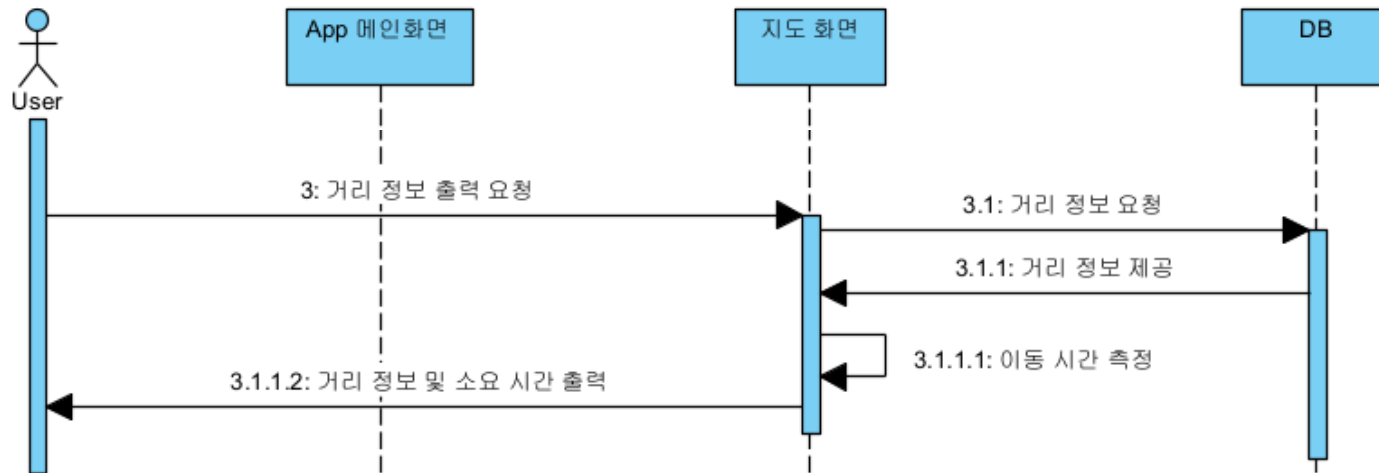 App 메인화면
지도 화면
DB
User
3: 거리 정보 출력 요청
3.1: 거리 정보 요청
3.1.1: 거리 정보 제공
3.1.1.1: 이동 시간 측정
3.1.1.2: 거리 정보 및 소요 시간 출력